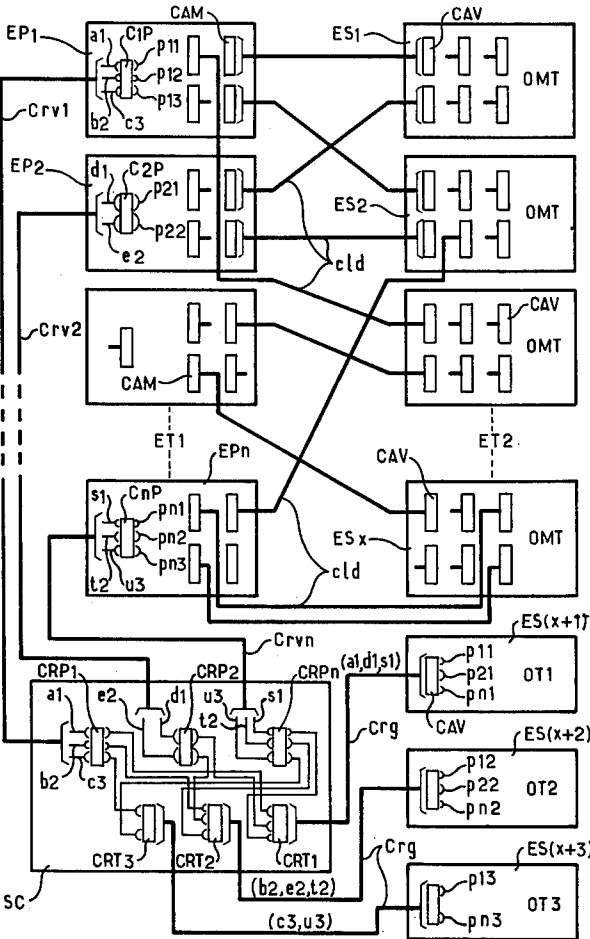 CAM
CAV
EP1
a1
C1P
p11
p12
p13
b2
c3
ES1
OMT
Crv1
EP2
d1
C2P
p21
p22
e2
ES2
OMT
cld
Crv2
CAM
CAV
OMT
ET1
ET2
EPn
s1
CnP
pn1
pn2
pn3
t2
u3
CAV
ESx
OMT
cld
Crvn
(a1,d1,s1)
ES(x+1)
p11
p21
pn1
OT1
CAV
CRP1
a1
e2
d1
CRP2
u3
t2
s1
CRPn
Crg
b2
c3
ES(x+2)
p12
p22
pn2
OT2
CRT3
CRT2
CRT1
SC
(b2,e2,t2)
Crg
ES(x+3)
p13
pn3
OT3
(c3,u3)